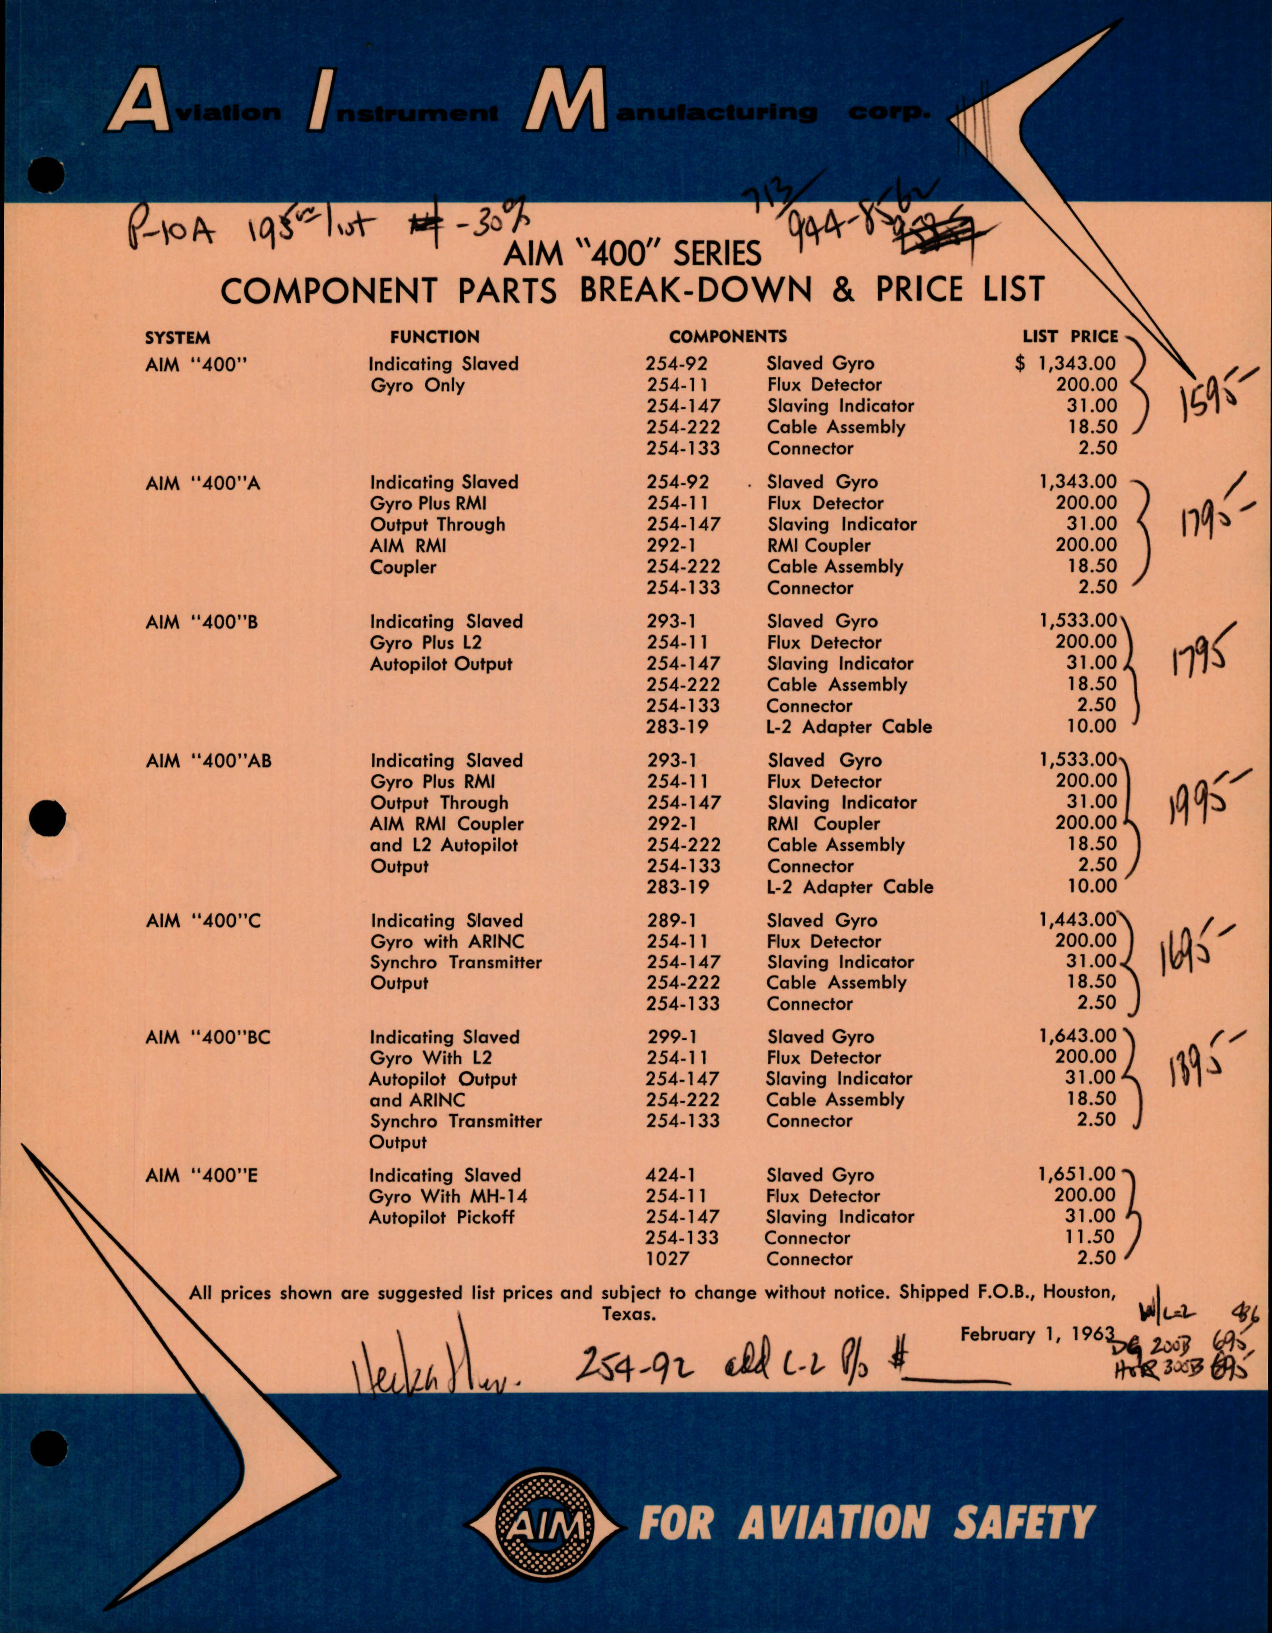 Aviation Instrument Manufacturing corp.
P-10A 195 list -30%
713/
944-8562
AIM "400" SERIES
COMPONENT PARTS BREAK-DOWN & PRICE LIST
SYSTEM FUNCTION COMPONENTS LIST PRICE
AIM "400" Indicating Slaved 254-92 Slaved Gyro $ 1,343.00
Gyro Only 254-11 Flux Detector 200.00
254-147 Slaving Indicator 31.00 1595
254-222 Cable Assembly 18.50
254-133 Connector 2.50
AIM "400"A Indicating Slaved 254-92 Slaved Gyro 1,343.00
Gyro Plus RMI 254-11 Flux Detector 200.00
Output Through 254-147 Slaving Indicator 31.00 1795
AIM RMI 292-1 RMI Coupler 200.00
Coupler 254-222 Cable Assembly 18.50
254-133 Connector 2.50
AIM "400"B Indicating Slaved 293-1 Slaved Gyro 1,533.00
Gyro Plus L2 254-11 Flux Detector 200.00
Autopilot Output 254-147 Slaving Indicator 31.00 1795
254-222 Cable Assembly 18.50
254-133 Connector 2.50
283-19 L-2 Adapter Cable 10.00
AIM "400"AB Indicating Slaved 293-1 Slaved Gyro 1,533.00
Gyro Plus RMI 254-11 Flux Detector 200.00
Output Through 254-147 Slaving Indicator 31.00 1995
AIM RMI Coupler 292-1 RMI Coupler 200.00
and L2 Autopilot 254-222 Cable Assembly 18.50
Output 254-133 Connector 2.50
283-19 L-2 Adapter Cable 10.00
AIM "400"C Indicating Slaved 289-1 Slaved Gyro 1,443.00
Gyro with ARINC 254-11 Flux Detector 200.00
Synchro Transmitter 254-147 Slaving Indicator 31.00 1695
Output 254-222 Cable Assembly 18.50
254-133 Connector 2.50
AIM "400"BC Indicating Slaved 299-1 Slaved Gyro 1,643.00
Gyro With L2 254-11 Flux Detector 200.00
Autopilot Output 254-147 Slaving Indicator 31.00 1895
and ARINC 254-222 Cable Assembly 18.50
Synchro Transmitter 254-133 Connector 2.50
Output
AIM "400"E Indicating Slaved 424-1 Slaved Gyro 1,651.00
Gyro With MH-14 254-11 Flux Detector 200.00
Autopilot Pickoff 254-147 Slaving Indicator 31.00
254-133 Connector 11.50
1027 Connector 2.50
All prices shown are suggested list prices and subject to change without notice. Shipped F.O.B., Houston,
Texas.
W/L-2
February 1, 1963
DG 200B 695
HOR 300B 695
254-92 add L-2 P/o #
AIM FOR AVIATION SAFETY